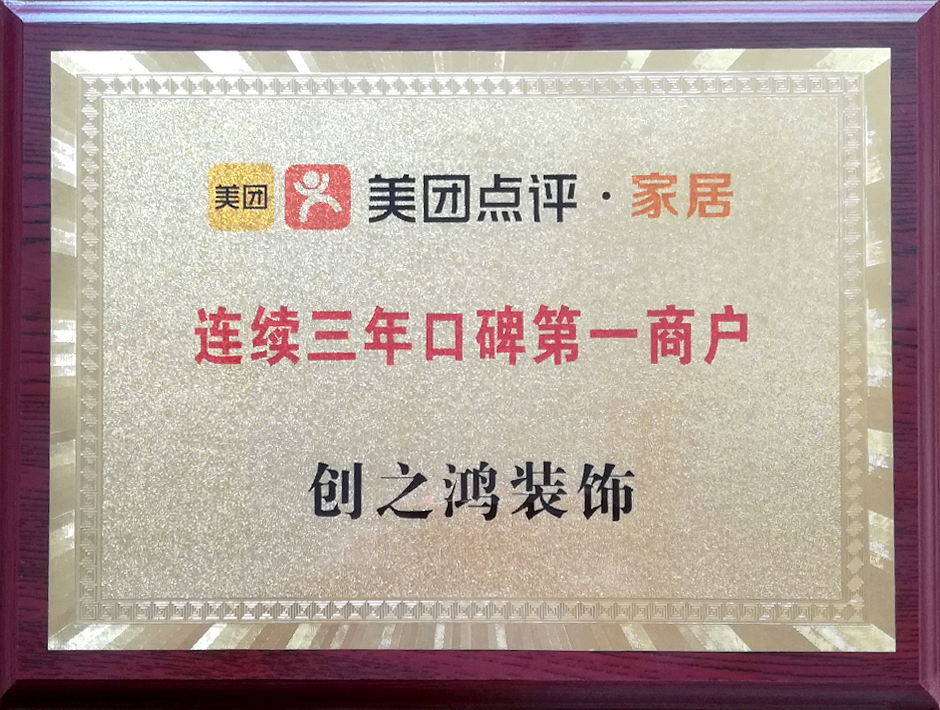 美团 美团点评·家居
连续三年口碑第一商户
创之鸿装饰